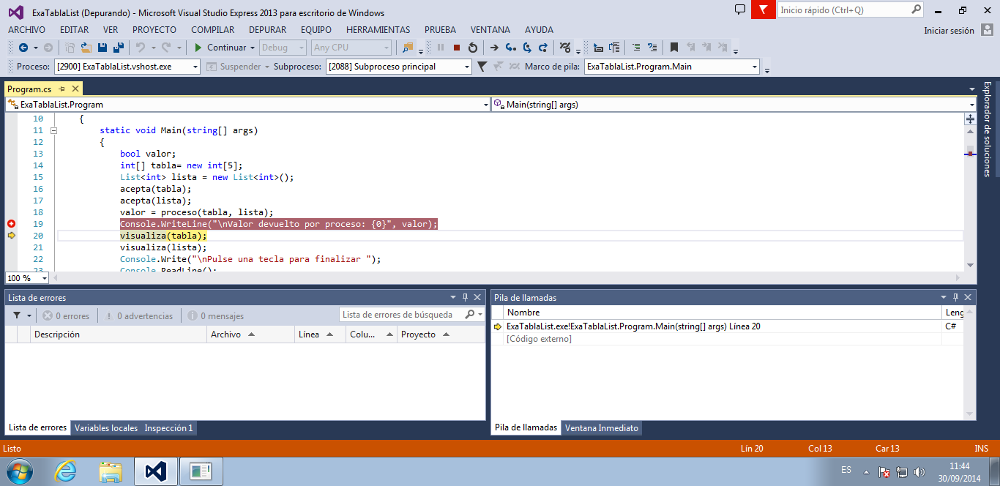 ExaTablaList (Depurando) - Microsoft Visual Studio Express 2013 para escritorio de Windows
Inicio rápido (Ctrl+Q)
ARCHIVO EDITAR VER PROYECTO COMPILAR DEPURAR EQUIPO HERRAMIENTAS PRUEBA VENTANA AYUDA
Iniciar sesión
Continuar Debug Any CPU
Proceso: [2900] ExaTablaList.vshost.exe Suspender Subproceso: [2088] Subproceso principal Marco de pila: ExaTablaList.Program.Main
Program.cs
ExaTablaList.Program Main(string[] args)
10 {
11 static void Main(string[] args)
12 {
13 bool valor;
14 int[] tabla= new int[5];
15 List<int> lista = new List<int>();
16 acepta(tabla);
17 acepta(lista);
18 valor = proceso(tabla, lista);
19 Console.WriteLine("\nValor devuelto por proceso: {0}", valor);
20 visualiza(tabla);
21 visualiza(lista);
22 Console.Write("\nPulse una tecla para finalizar ");
23 Console.ReadLine();
100 %
Explorador de soluciones
Lista de errores
0 errores 0 advertencias 0 mensajes Lista de errores de búsqueda
Descripción Archivo Línea Colu... Proyecto
Lista de errores Variables locales Inspección 1
Pila de llamadas
Nombre Leng
ExaTablaList.exe!ExaTablaList.Program.Main(string[] args) Línea 20 C#
[Código externo]
Pila de llamadas Ventana Inmediato
Listo Lín 20 Col 13 Car 13 INS
ES 11:44
30/09/2014